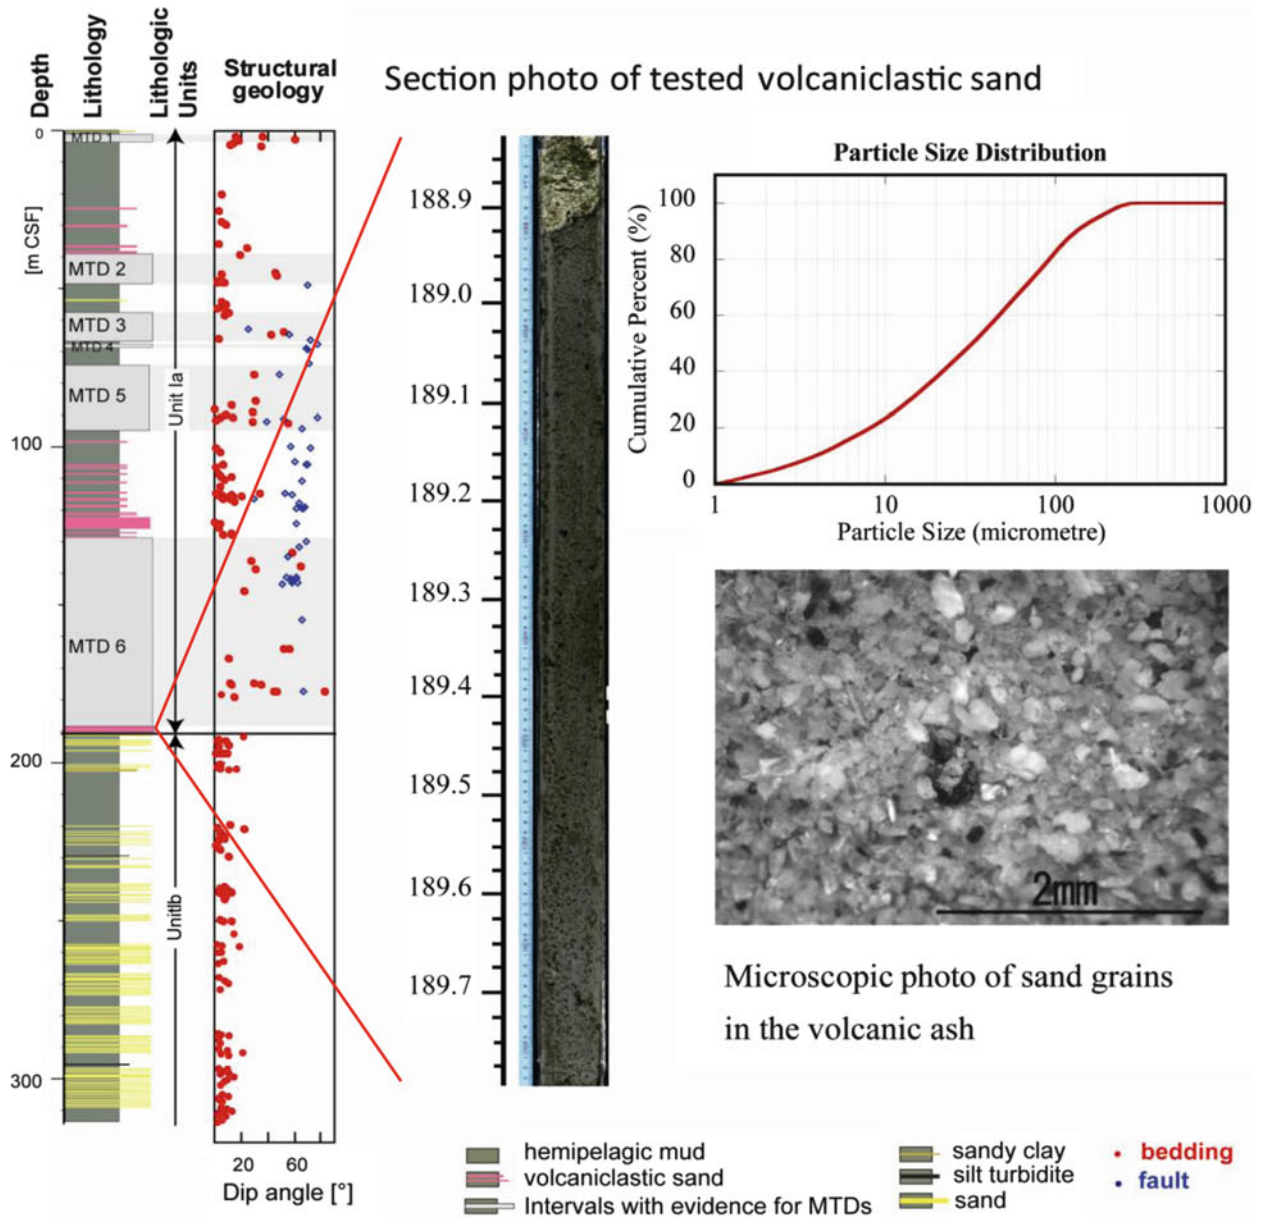 Depth
Lithology
Lithologic
Units
Structural
geology
Section photo of tested volcaniclastic sand
[m CSF]
0
100
200
300
MTD 1
MTD 2
MTD 3
MTD 4
MTD 5
MTD 6
Unit Ia
UnitIb
20 60
Dip angle [°]
188.9
189.0
189.1
189.2
189.3
189.4
189.5
189.6
189.7
Particle Size Distribution
Cumulative Percent (%)
100
80
60
40
20
0
1 10 100 1000
Particle Size (micrometre)
2mm
Microscopic photo of sand grains
in the volcanic ash
hemipelagic mud
volcaniclastic sand
Intervals with evidence for MTDs
sandy clay
silt turbidite
sand
bedding
fault